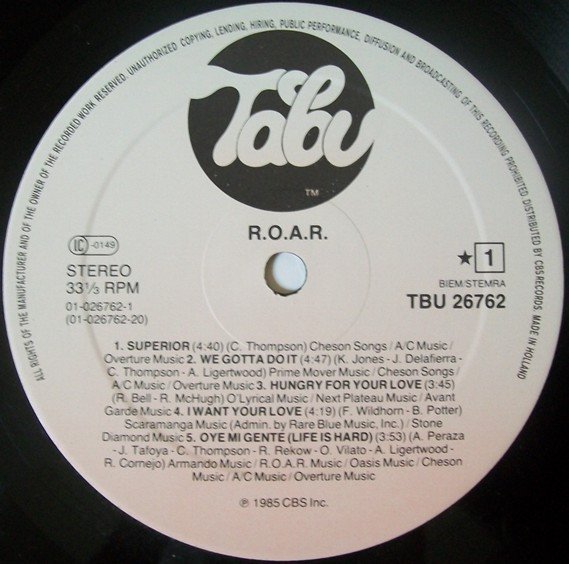 ALL RIGHTS OF THE MANUFACTURER AND OF THE OWNER OF THE RECORDED WORK RESERVED. UNAUTHORIZED COPYING, LENDING, HIRING, PUBLIC PERFORMANCE, DIFFUSION AND BROADCASTING OF THIS RECORDING PROHIBITED. DISTRIBUTED BY CBS RECORDS. MADE IN HOLLAND
Tabu
TM
R.O.A.R.
IC -0149
★ 1
STEREO
33⅓ RPM
BIEM/STEMRA
TBU 26762
01-026762-1
(01-026762-20)
1. SUPERIOR (4:40) (C. Thompson) Cheson Songs / A/C Music /
Overture Music 2. WE GOTTA DO IT (4:47) (K. Jones - J. Delafierra -
C. Thompson - A. Ligertwood) Prime Mover Music / Cheson Songs /
A/C Music / Overture Music 3. HUNGRY FOR YOUR LOVE (3:45)
(R. Bell - R. McHugh) O'Lyrical Music / Next Plateau Music / Avant
Garde Music 4. I WANT YOUR LOVE (4:19) (F. Wildhorn - B. Potter)
Scaramanga Music (Admin. by Rare Blue Music, Inc.) / Stone
Diamond Music 5. OYE MI GENTE (LIFE IS HARD) (3:53) (A. Peraza
- J. Tafoya - C. Thompson - R. Rekow - O. Vilato - A. Ligertwood -
R. Cornejo) Armando Music / R.O.A.R. Music / Oasis Music / Cheson
Music / A/C Music / Overture Music
℗ 1985 CBS Inc.